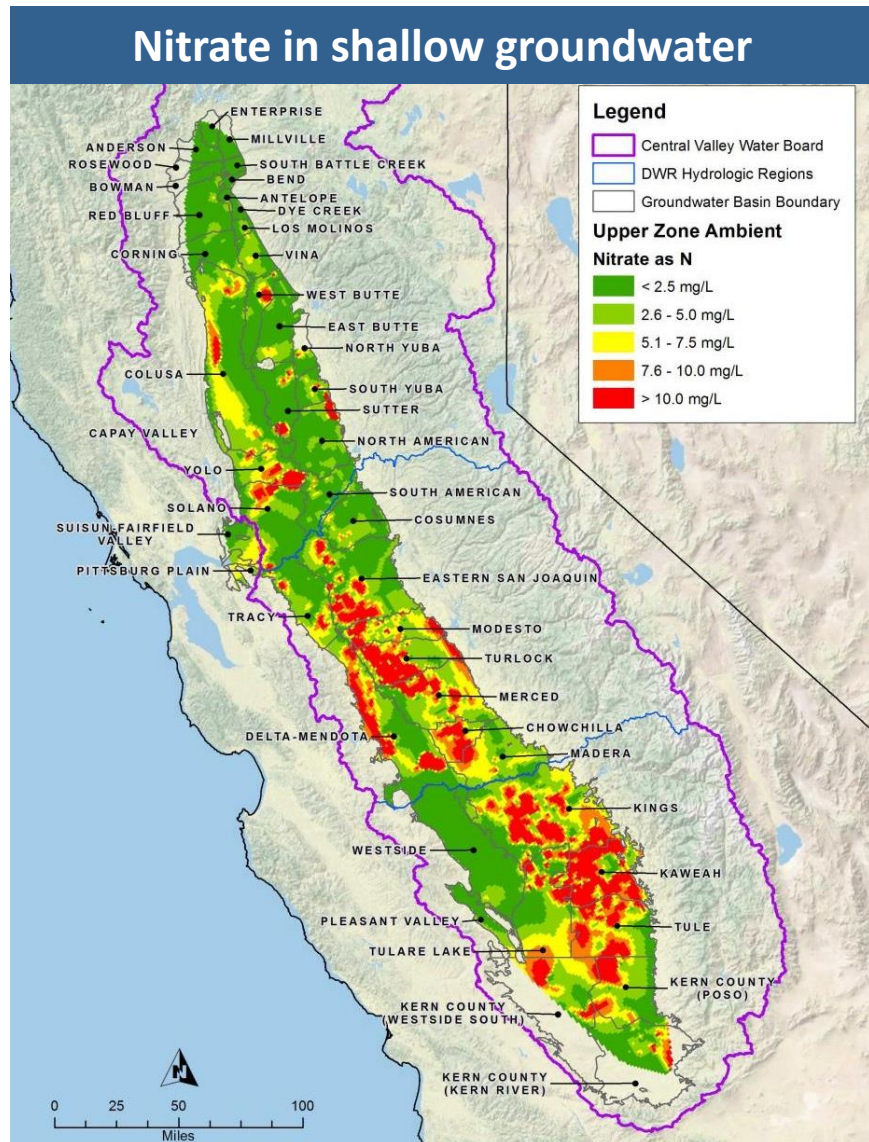 Nitrate in shallow groundwater
Legend
Central Valley Water Board
DWR Hydrologic Regions
Groundwater Basin Boundary
Upper Zone Ambient
Nitrate as N
< 2.5 mg/L
2.6 - 5.0 mg/L
5.1 - 7.5 mg/L
7.6 - 10.0 mg/L
> 10.0 mg/L
ENTERPRISE
ANDERSON
MILLVILLE
ROSEWOOD
SOUTH BATTLE CREEK
BEND
BOWMAN
ANTELOPE
DYE CREEK
RED BLUFF
LOS MOLINOS
CORNING
VINA
WEST BUTTE
EAST BUTTE
NORTH YUBA
COLUSA
SOUTH YUBA
SUTTER
CAPAY VALLEY
NORTH AMERICAN
YOLO
SOUTH AMERICAN
SOLANO
COSUMNES
SUISUN-FAIRFIELD
VALLEY
PITTSBURG PLAIN
EASTERN SAN JOAQUIN
TRACY
MODESTO
TURLOCK
MERCED
CHOWCHILLA
DELTA-MENDOTA
MADERA
KINGS
WESTSIDE
KAWEAH
PLEASANT VALLEY
TULE
TULARE LAKE
KERN COUNTY
(POSO)
KERN COUNTY
(WESTSIDE SOUTH)
KERN COUNTY
(KERN RIVER)
N
0 25 50 100
Miles